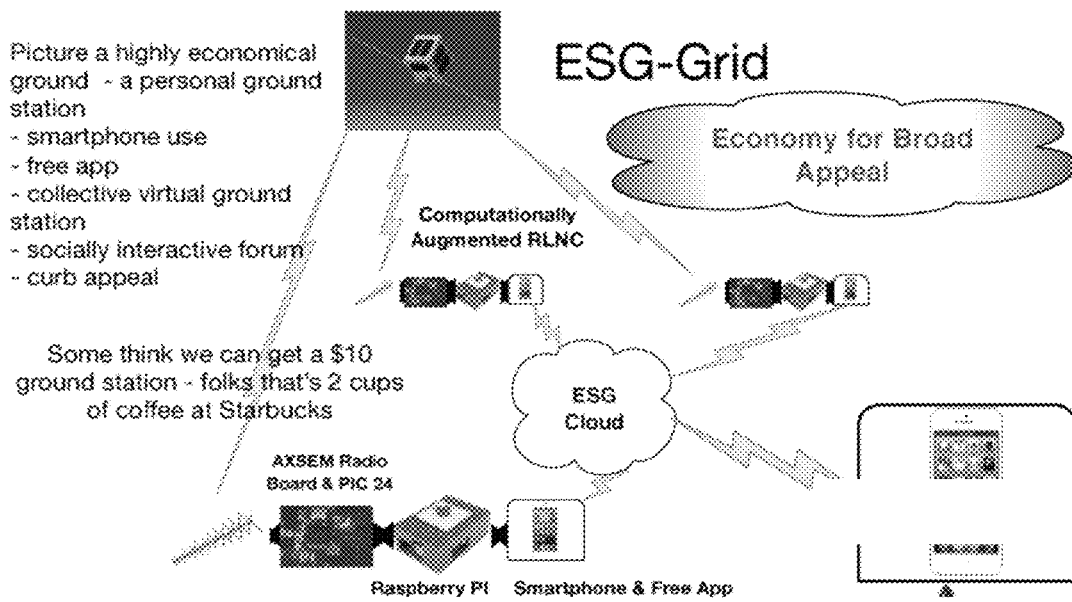 Picture a highly economical
ground - a personal ground
station
- smartphone use
- free app
- collective virtual ground
station
- socially interactive forum
- curb appeal
ESG-Grid
Economy for Broad
Appeal
Computationally
Augmented RLNC
Some think we can get a $10
ground station - folks that's 2 cups
of coffee at Starbucks
ESG
Cloud
AXSEM Radio
Board & PIC 24
Raspberry PI
Smartphone & Free App